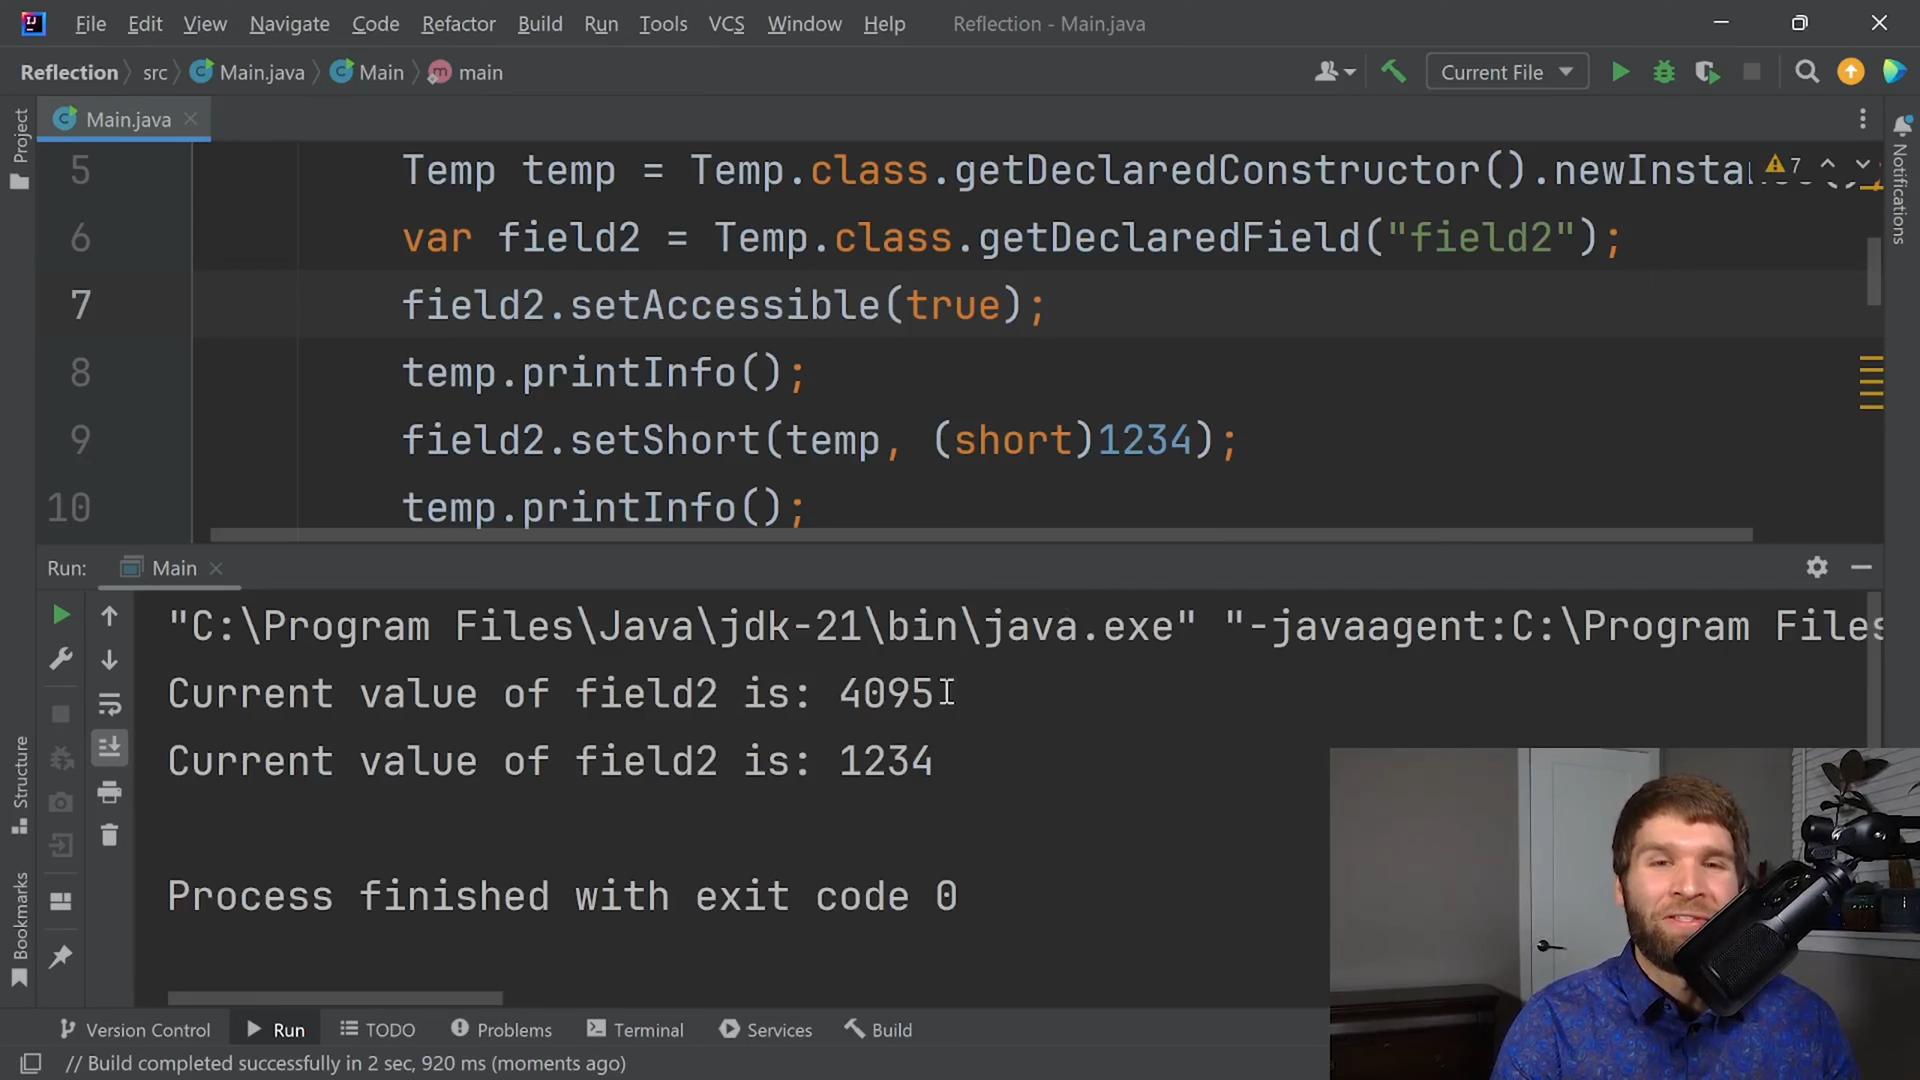 File Edit View Navigate Code Refactor Build Run Tools VCS Window Help Reflection - Main.java
Reflection src Main.java Main main Current File
Project
Main.java
Notifications
5 Temp temp = Temp.class.getDeclaredConstructor().newInsta
7
6 var field2 = Temp.class.getDeclaredField("field2");
7 field2.setAccessible(true);
8 temp.printInfo();
9 field2.setShort(temp, (short)1234);
10 temp.printInfo();
Run: Main
"C:\Program Files\Java\jdk-21\bin\java.exe" "-javaagent:C:\Program Files
Current value of field2 is: 4095
Current value of field2 is: 1234
Process finished with exit code 0
Structure
Bookmarks
Version Control Run TODO Problems Terminal Services Build
// Build completed successfully in 2 sec, 920 ms (moments ago)